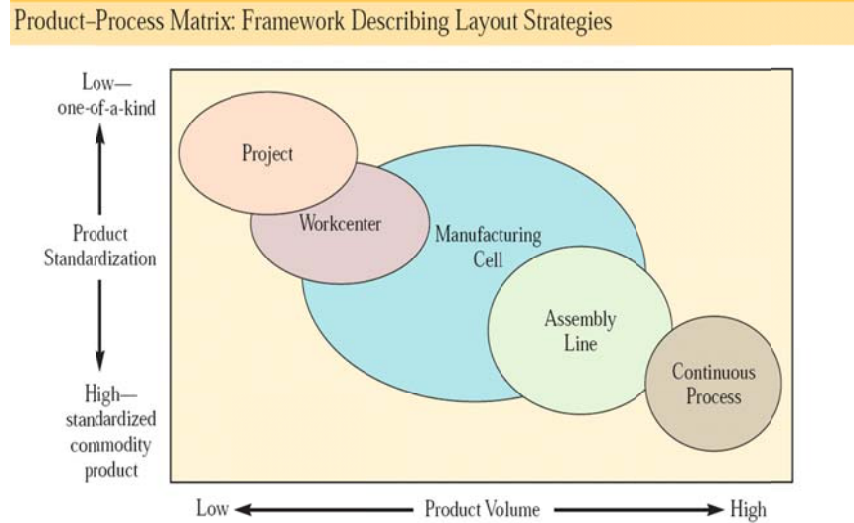 Product–Process Matrix: Framework Describing Layout Strategies
Low—
one-of-a-kind
Product
Standardization
High—
standardized
commodity
product
Project
Workcenter
Manufacturing
Cell
Assembly
Line
Continuous
Process
Low
Product Volume
High